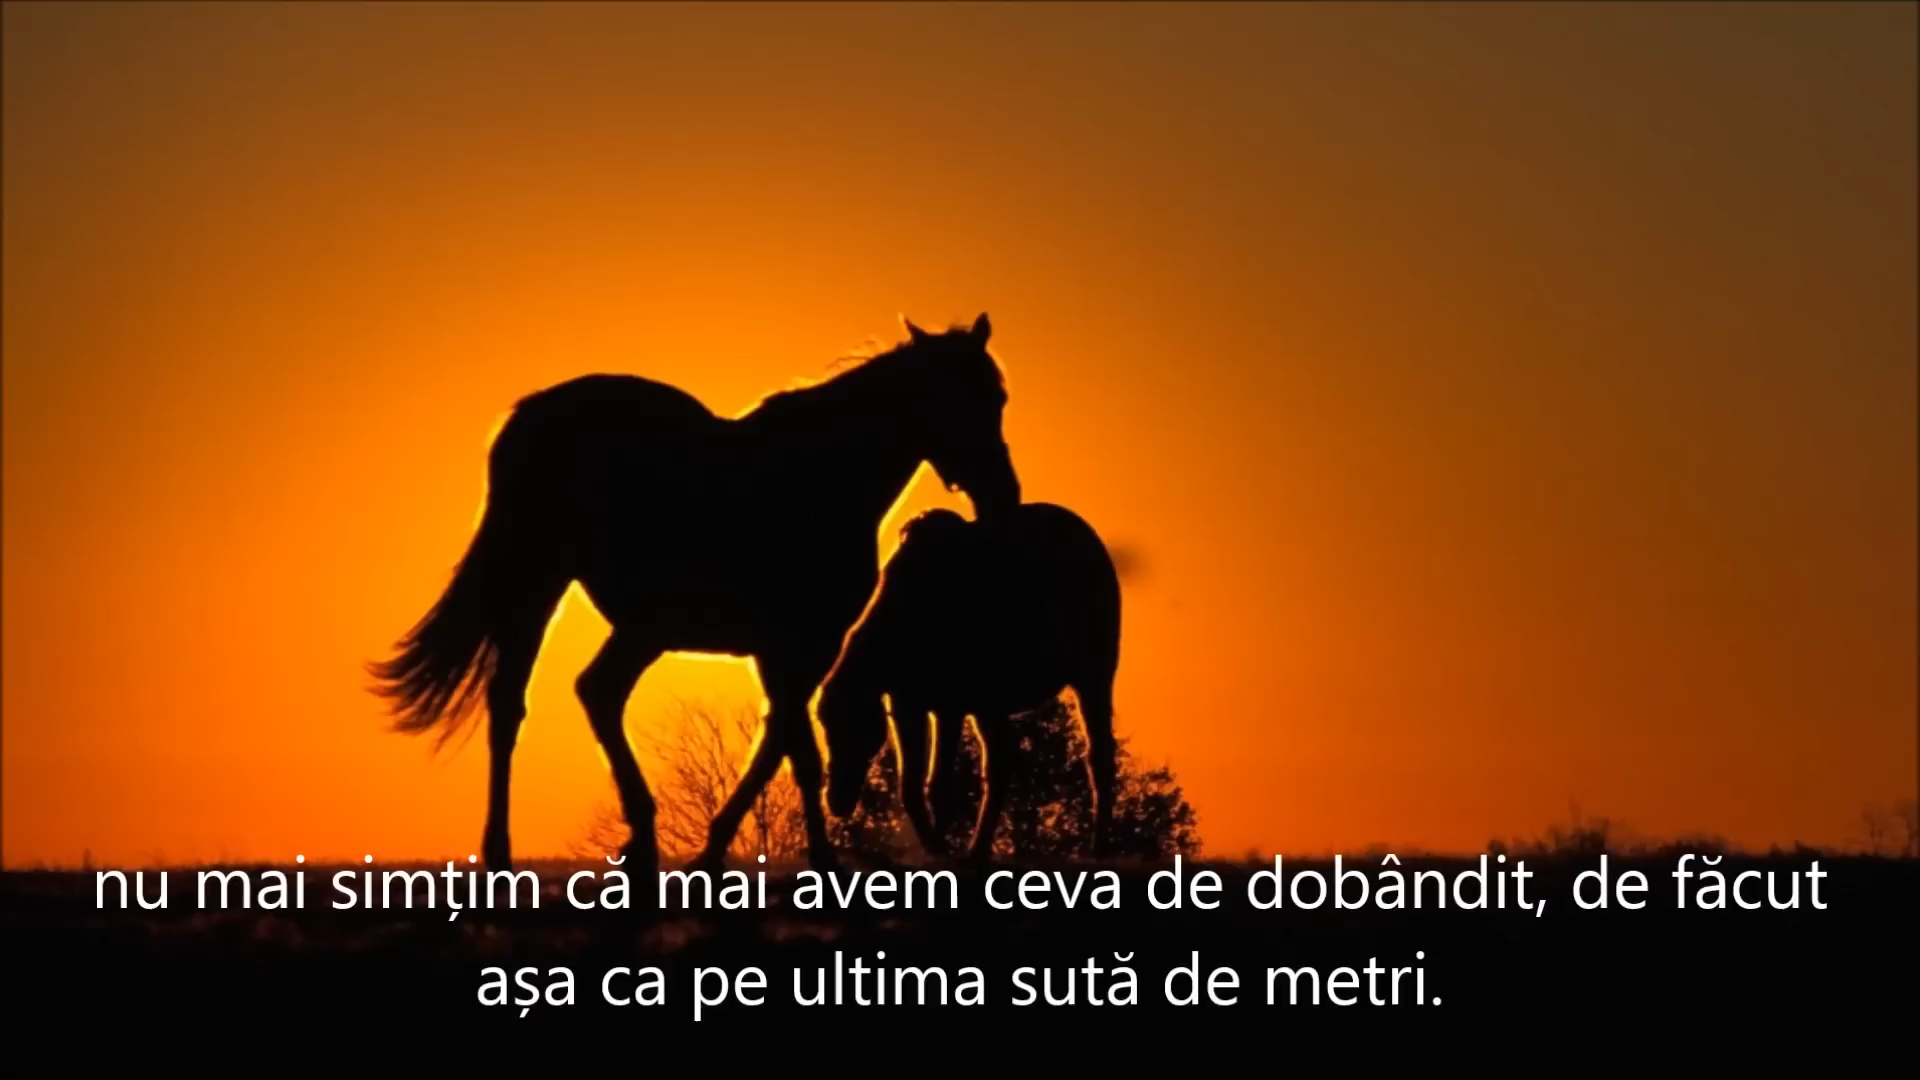 nu mai simțim că mai avem ceva de dobândit, de făcut
așa ca pe ultima sută de metri.